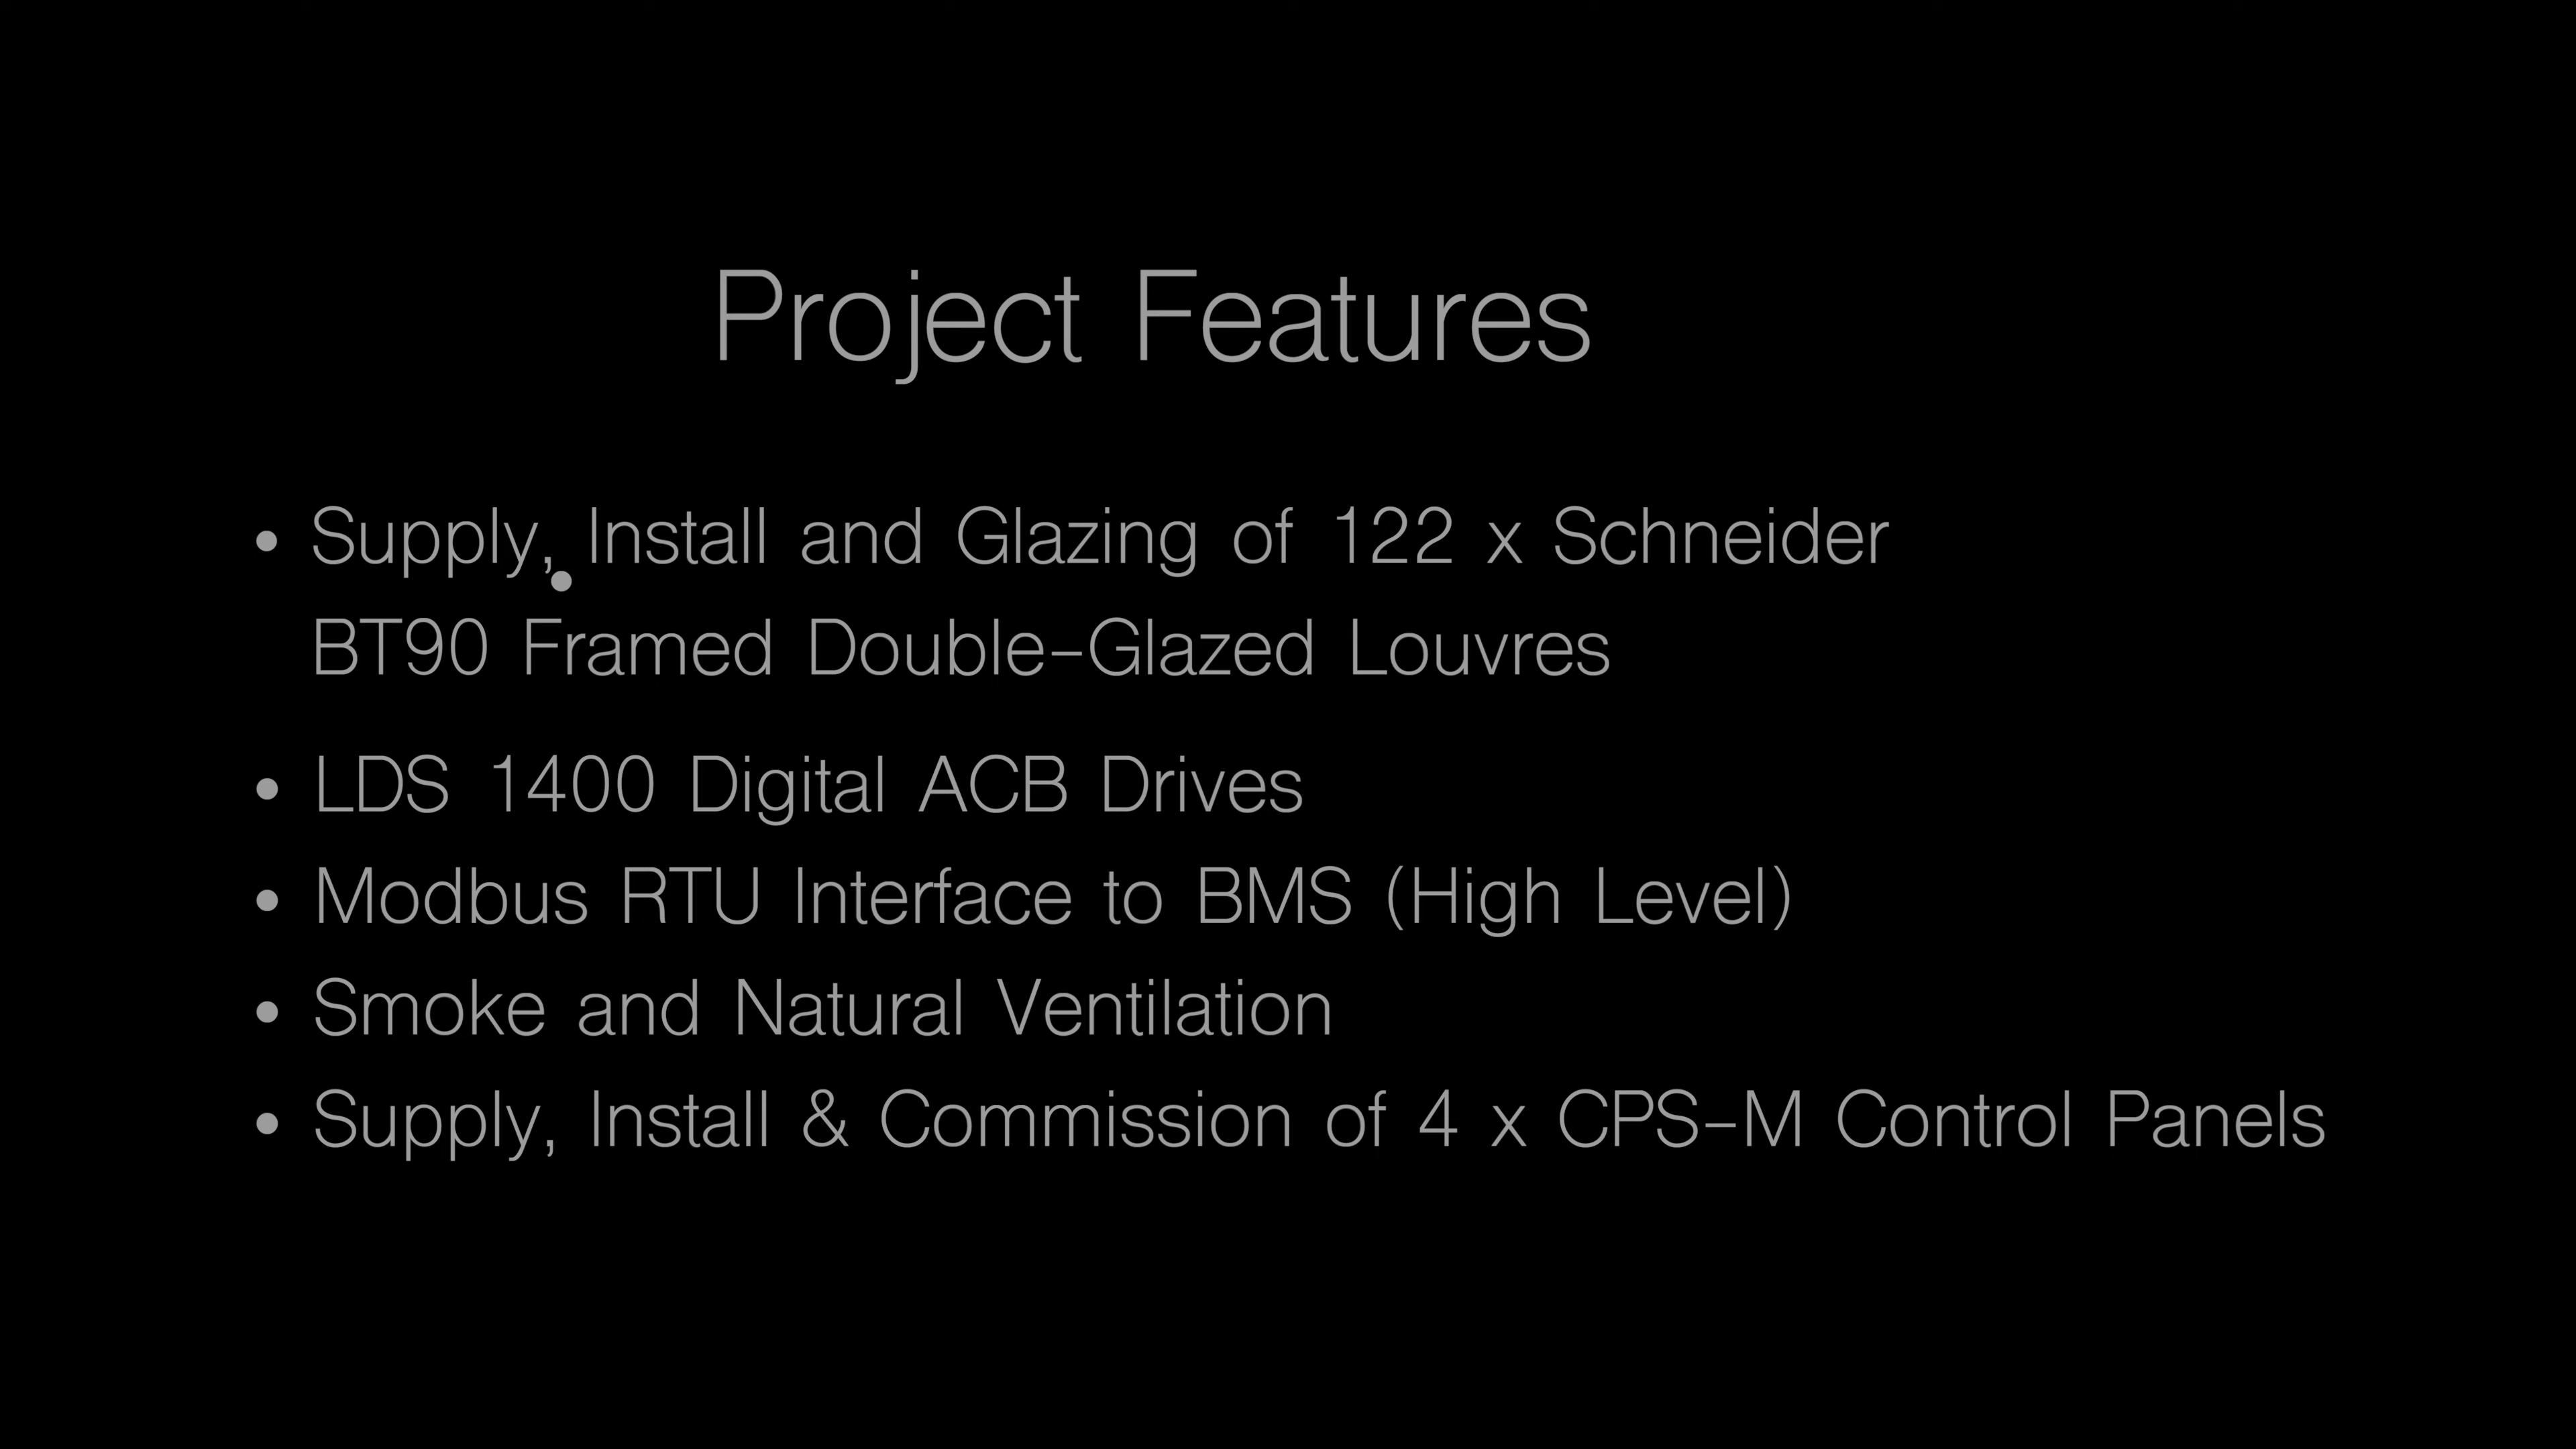 Project Features
• Supply, Install and Glazing of 122 x Schneider
BT90 Framed Double-Glazed Louvres
• LDS 1400 Digital ACB Drives
• Modbus RTU Interface to BMS (High Level)
• Smoke and Natural Ventilation
• Supply, Install & Commission of 4 x CPS-M Control Panels